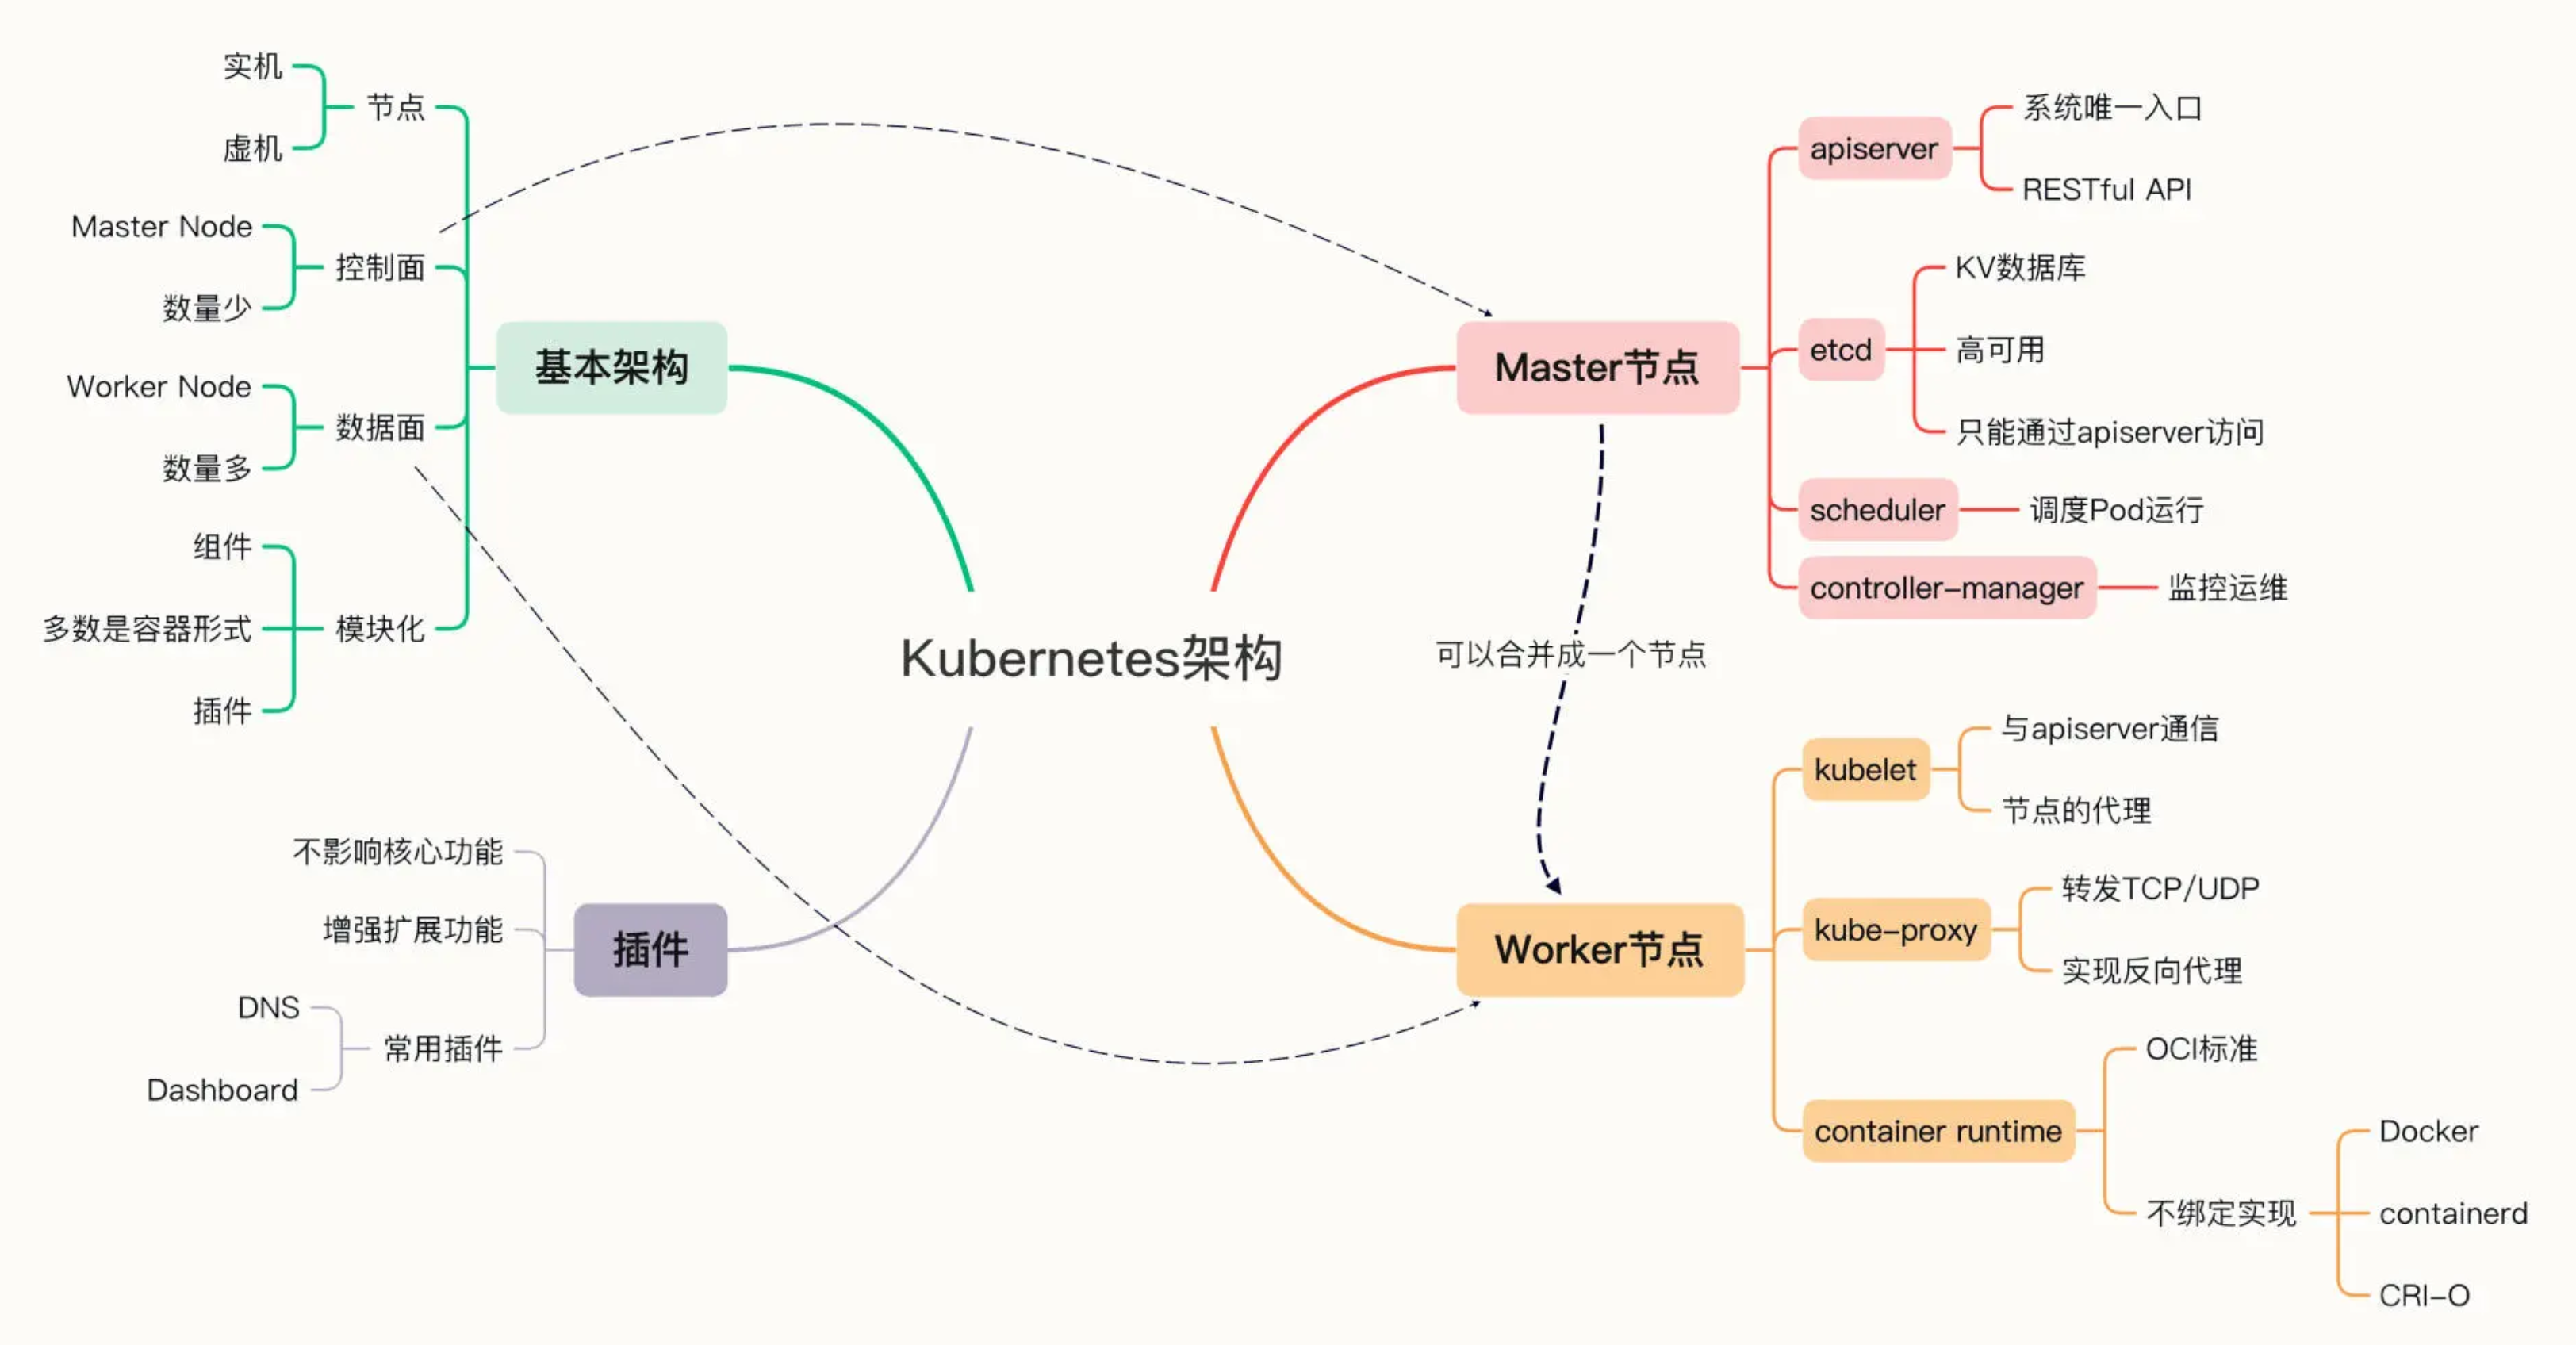 Kubernetes架构
基本架构
节点
实机
虚机
控制面
Master Node
数量少
数据面
Worker Node
数量多
模块化
组件
多数是容器形式
插件
Master节点
apiserver
系统唯一入口
RESTful API
etcd
KV数据库
高可用
只能通过apiserver访问
scheduler
调度Pod运行
controller-manager
监控运维
可以合并成一个节点
Worker节点
kubelet
与apiserver通信
节点的代理
kube-proxy
转发TCP/UDP
实现反向代理
container runtime
OCI标准
不绑定实现
Docker
containerd
CRI-O
插件
不影响核心功能
增强扩展功能
常用插件
DNS
Dashboard